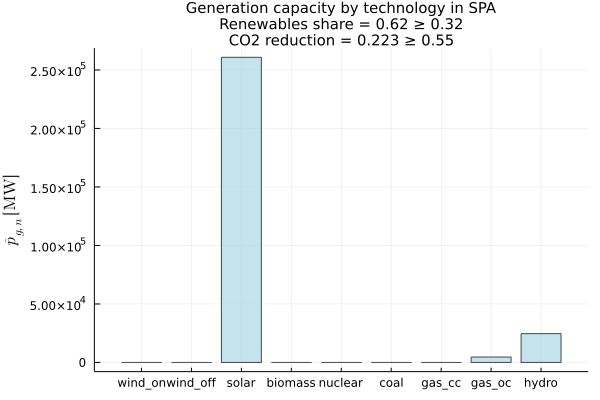 Generation capacity by technology in SPA
Renewables share = 0.62 ≥ 0.32
CO2 reduction = 0.223 ≥ 0.55
p̄g,n [MW]
2.50×10⁵
2.00×10⁵
1.50×10⁵
1.00×10⁵
5.00×10⁴
0
wind_on wind_off solar biomass nuclear coal gas_cc gas_oc hydro